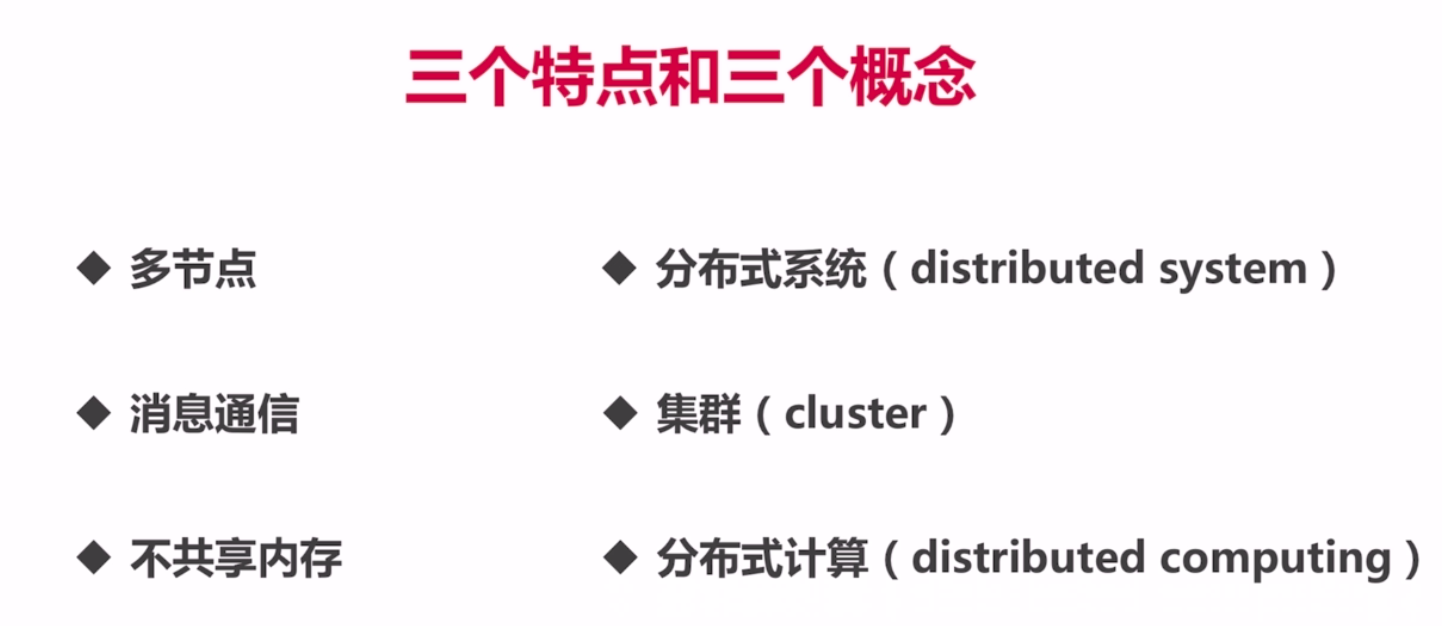 三个特点和三个概念
◆ 多节点
◆ 分布式系统（distributed system）
◆ 消息通信
◆ 集群（cluster）
◆ 不共享内存
◆ 分布式计算（distributed computing）